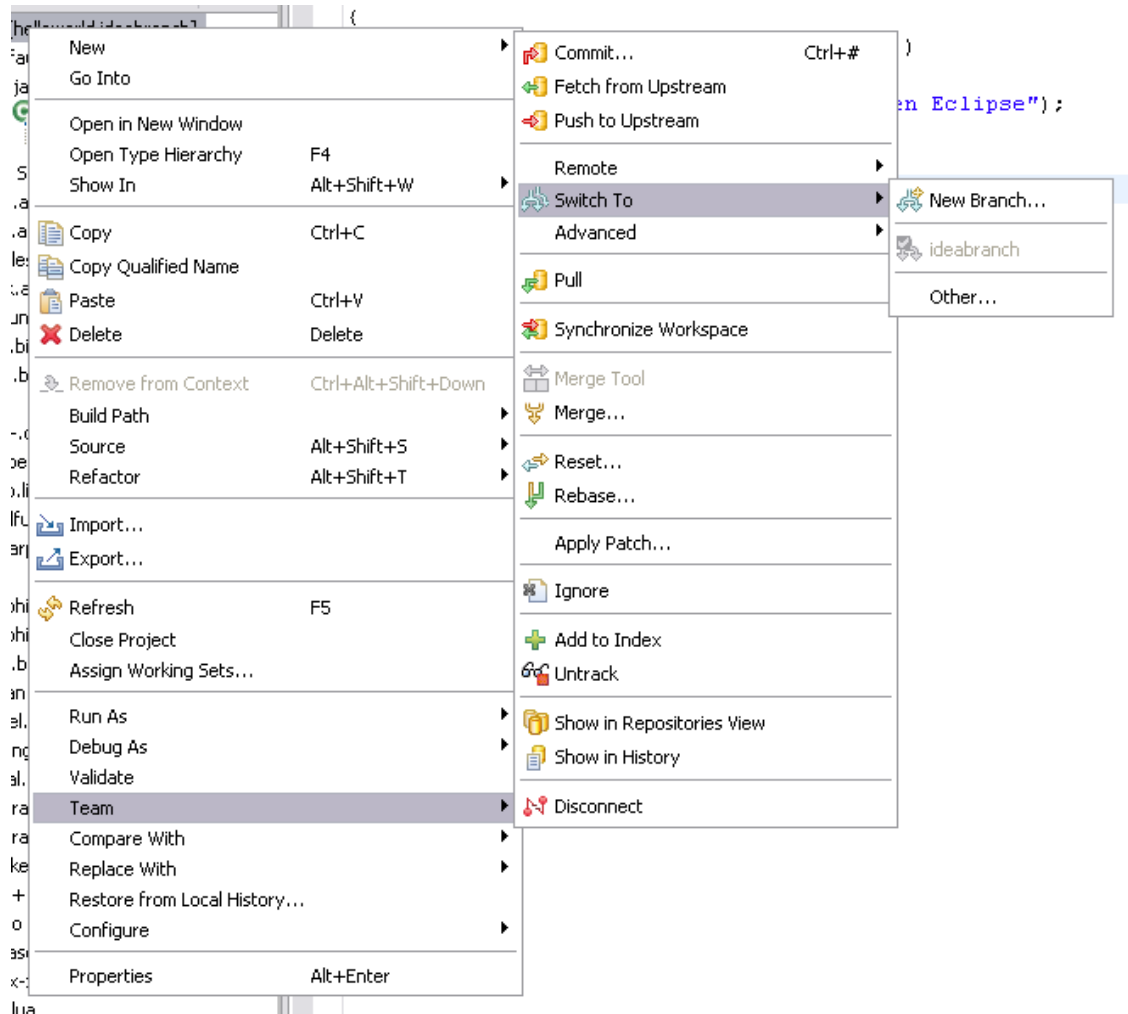 {
New
Go Into
Open in New Window
Open Type Hierarchy F4
Show In Alt+Shift+W
Copy Ctrl+C
Copy Qualified Name
Paste Ctrl+V
Delete Delete
Remove from Context Ctrl+Alt+Shift+Down
Build Path
Source Alt+Shift+S
Refactor Alt+Shift+T
Import...
Export...
Refresh F5
Close Project
Assign Working Sets...
Run As
Debug As
Validate
Team
Compare With
Replace With
Restore from Local History...
Configure
Properties Alt+Enter
Commit... Ctrl+#
Fetch from Upstream
Push to Upstream
Remote
Switch To
Advanced
Pull
Synchronize Workspace
Merge Tool
Merge...
Reset...
Rebase...
Apply Patch...
Ignore
Add to Index
Untrack
Show in Repositories View
Show in History
Disconnect
)
en Eclipse");
New Branch...
ideabranch
Other...